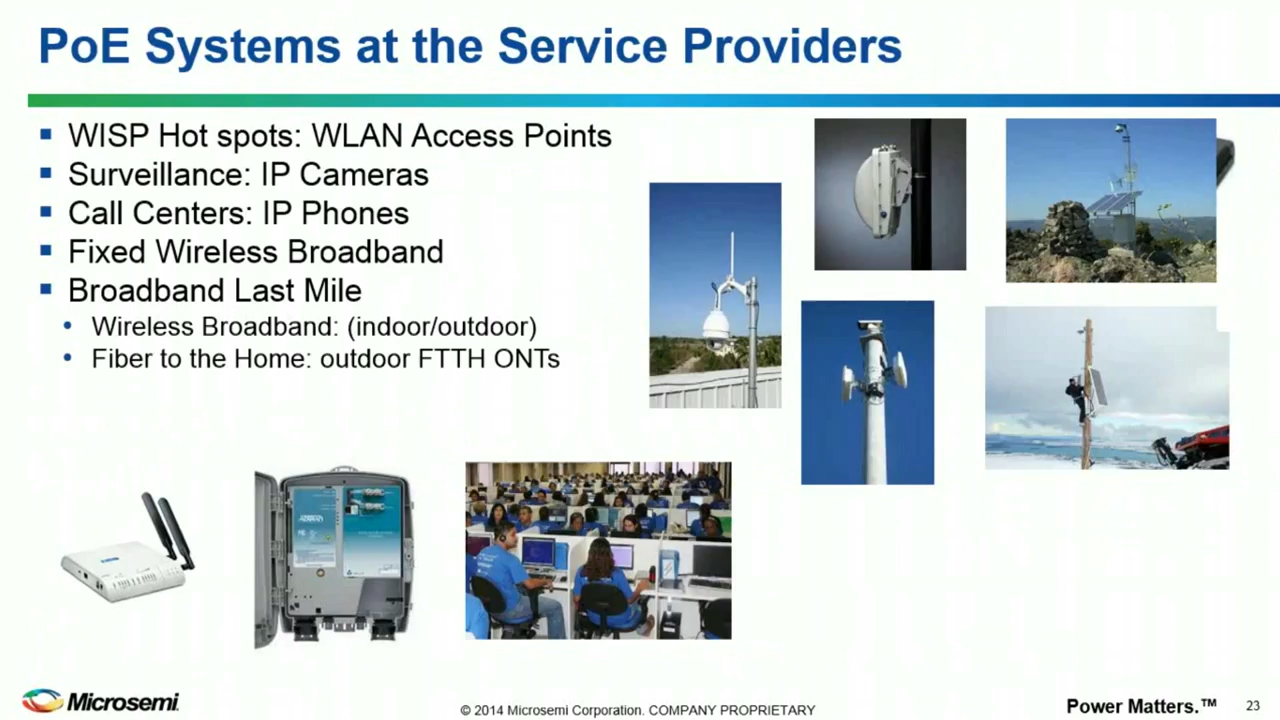 PoE Systems at the Service Providers
▪ WISP Hot spots: WLAN Access Points
▪ Surveillance: IP Cameras
▪ Call Centers: IP Phones
▪ Fixed Wireless Broadband
▪ Broadband Last Mile
• Wireless Broadband: (indoor/outdoor)
• Fiber to the Home: outdoor FTTH ONTs
Microsemi.
© 2014 Microsemi Corporation. COMPANY PROPRIETARY
Power Matters.™
23